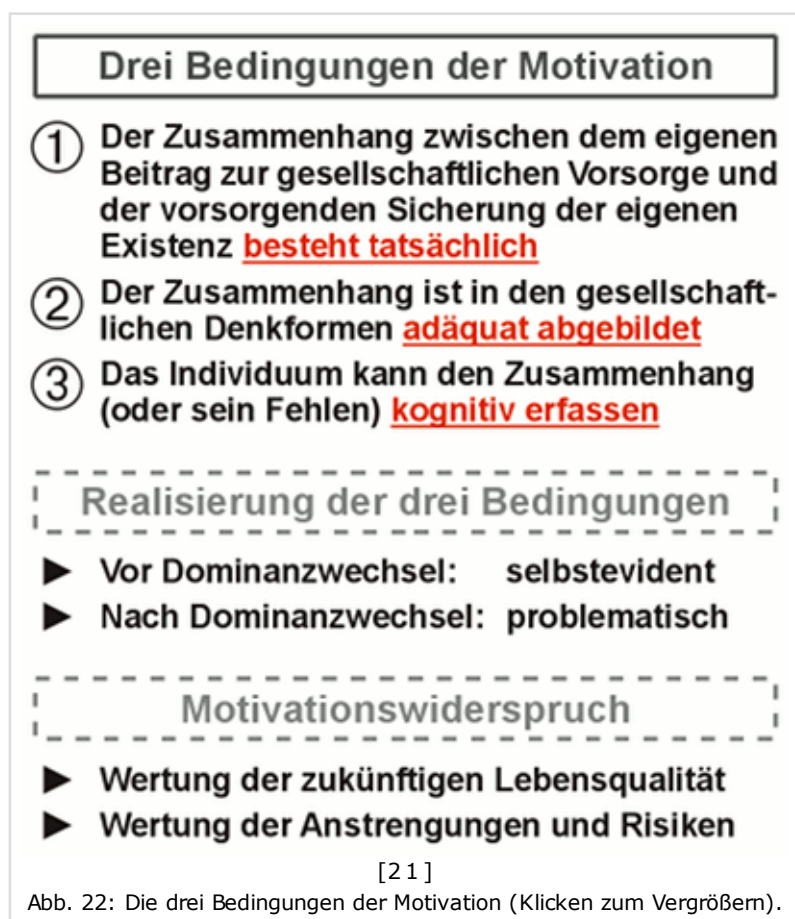 Drei Bedingungen der Motivation
① Der Zusammenhang zwischen dem eigenen
Beitrag zur gesellschaftlichen Vorsorge und
der vorsorgenden Sicherung der eigenen
Existenz besteht tatsächlich
② Der Zusammenhang ist in den gesellschaft-
lichen Denkformen adäquat abgebildet
③ Das Individuum kann den Zusammenhang
(oder sein Fehlen) kognitiv erfassen
Realisierung der drei Bedingungen
► Vor Dominanzwechsel: selbstevident
► Nach Dominanzwechsel: problematisch
Motivationswiderspruch
► Wertung der zukünftigen Lebensqualität
► Wertung der Anstrengungen und Risiken
[21]
Abb. 22: Die drei Bedingungen der Motivation (Klicken zum Vergrößern).